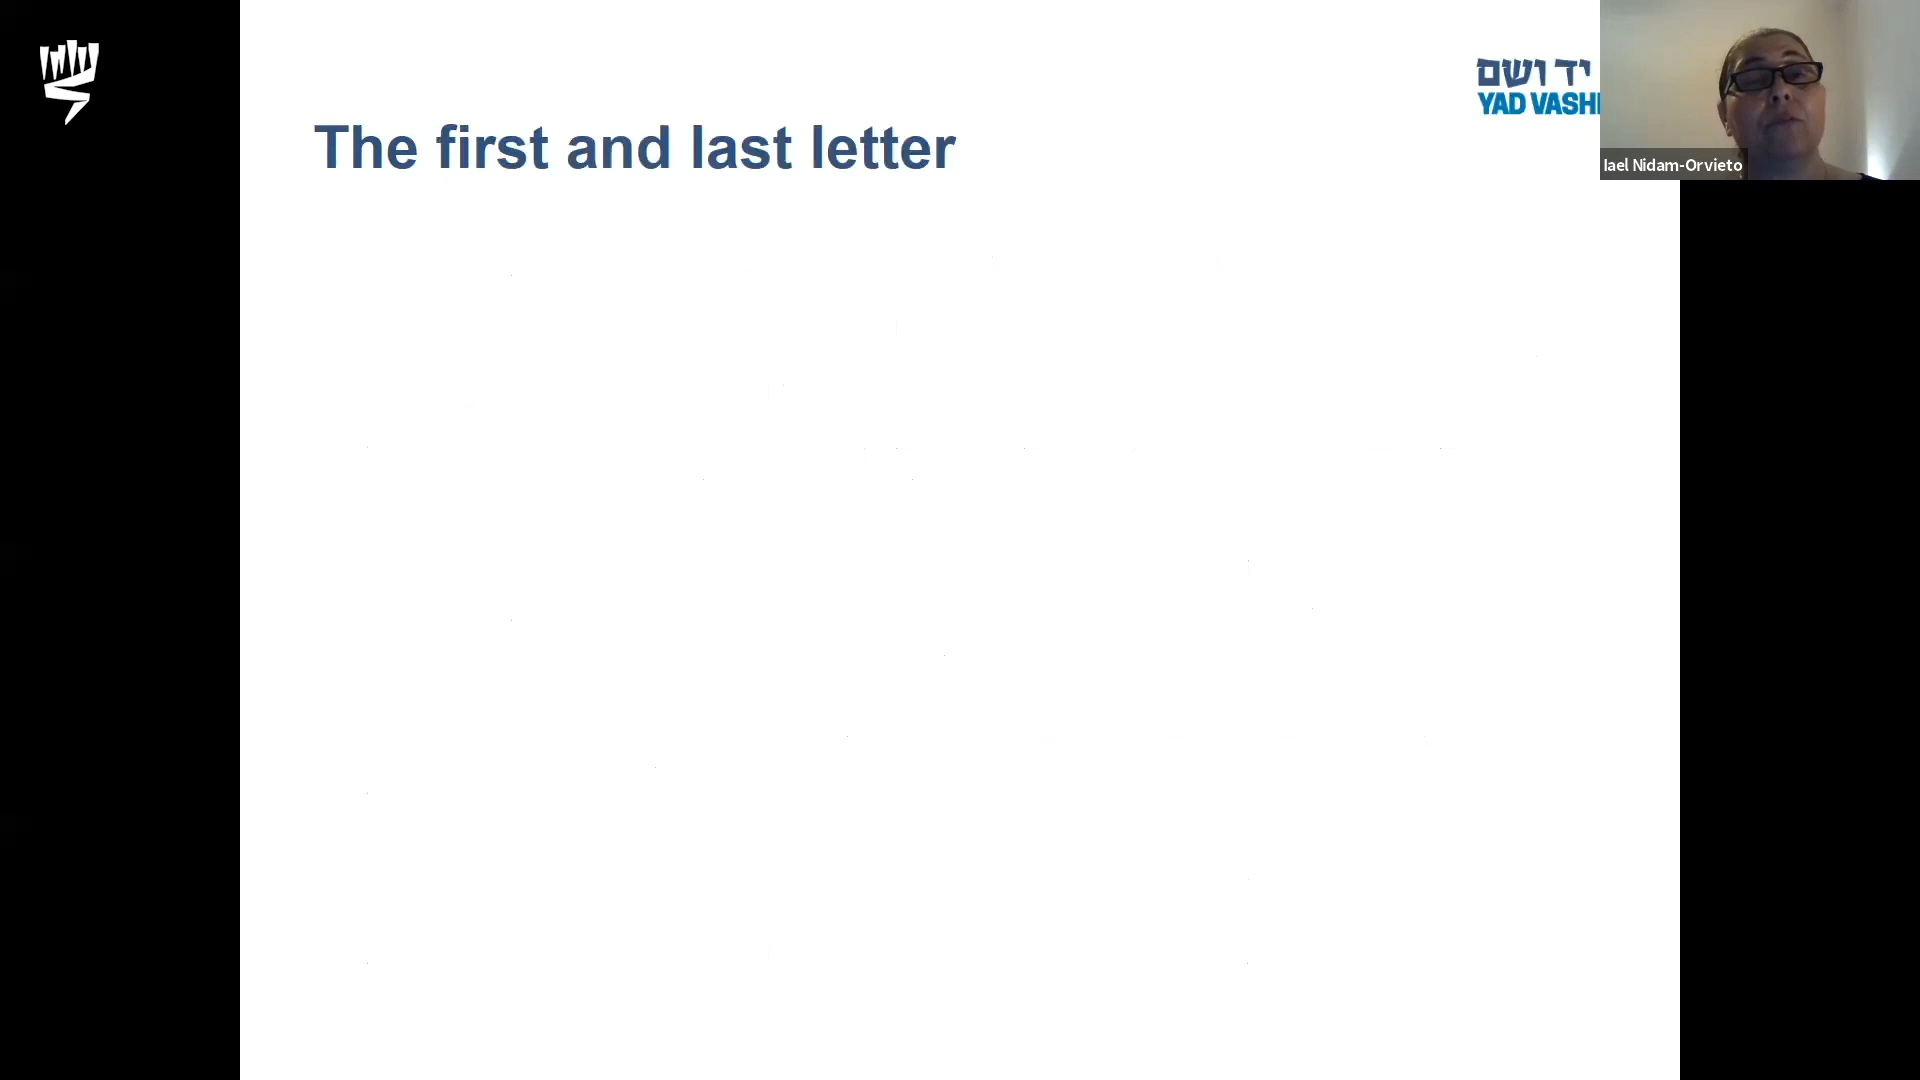 The first and last letter
יד ושם
YAD VASH
Iael Nidam-Orvieto